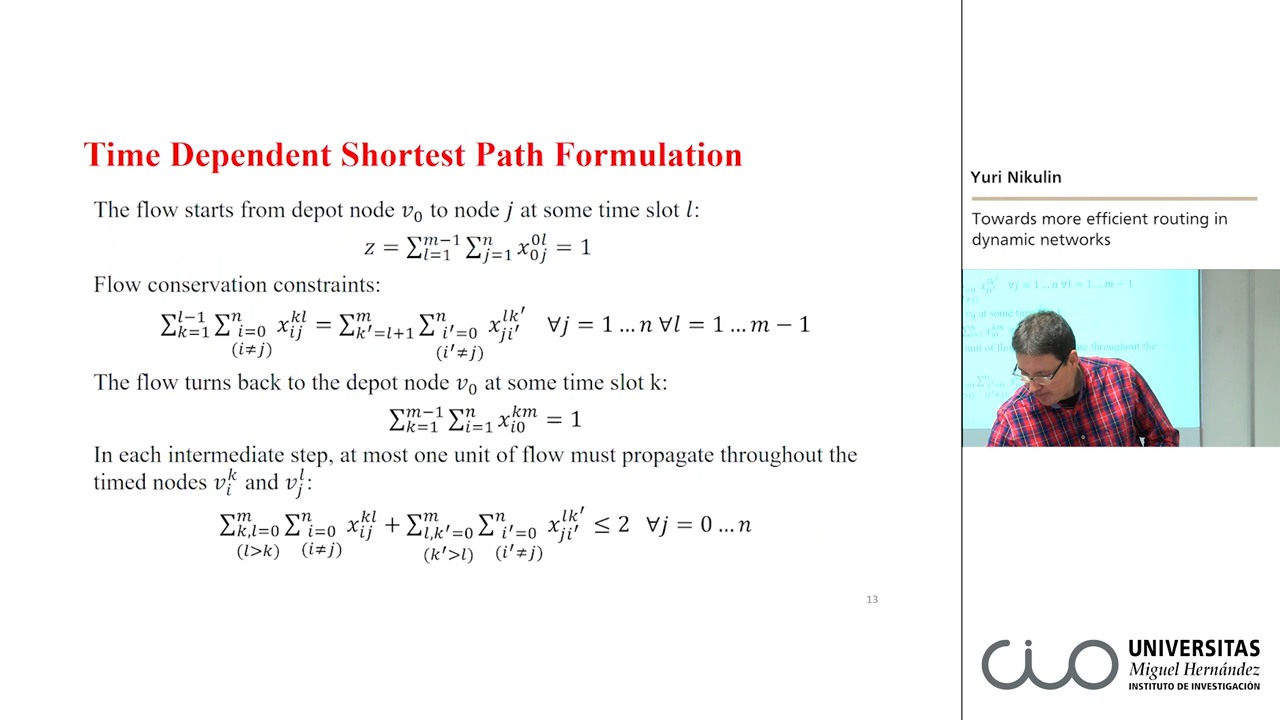 Time Dependent Shortest Path Formulation
The flow starts from depot node v₀ to node j at some time slot l:
z = ∑_{l=1}^{m−1} ∑_{j=1}^{n} x_{0j}^{0l} = 1
Flow conservation constraints:
∑_{k=1}^{l−1} ∑_{i=0 (i≠j)}^{n} x_{ij}^{kl} = ∑_{k'=l+1}^{m} ∑_{i'=0 (i'≠j)}^{n} x_{ji'}^{lk'} ∀j = 1 … n ∀l = 1 … m − 1
The flow turns back to the depot node v₀ at some time slot k:
∑_{k=1}^{m−1} ∑_{i=1}^{n} x_{i0}^{km} = 1
In each intermediate step, at most one unit of flow must propagate throughout the
timed nodes v_i^k and v_j^l:
∑_{k,l=0 (l>k)}^{m} ∑_{i=0 (i≠j)}^{n} x_{ij}^{kl} + ∑_{l,k'=0 (k'>l)}^{m} ∑_{i'=0 (i'≠j)}^{n} x_{ji'}^{lk'} ≤ 2 ∀j = 0 … n
13
Yuri Nikulin
Towards more efficient routing in
dynamic networks
CIO
UNIVERSITAS
Miguel Hernández
INSTITUTO DE INVESTIGACIÓN